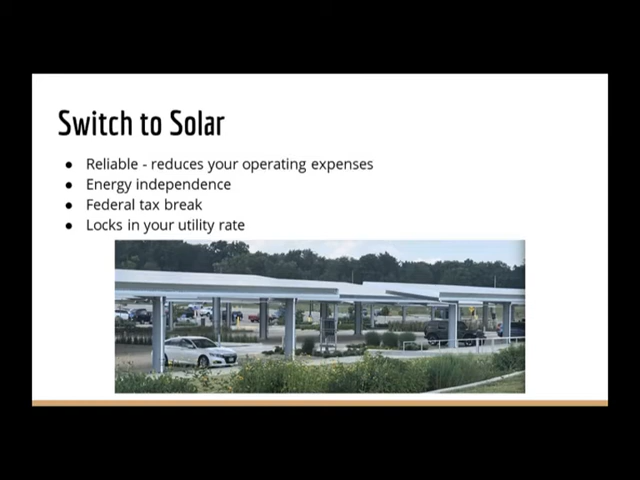 Switch to Solar
● Reliable - reduces your operating expenses
● Energy independence
● Federal tax break
● Locks in your utility rate